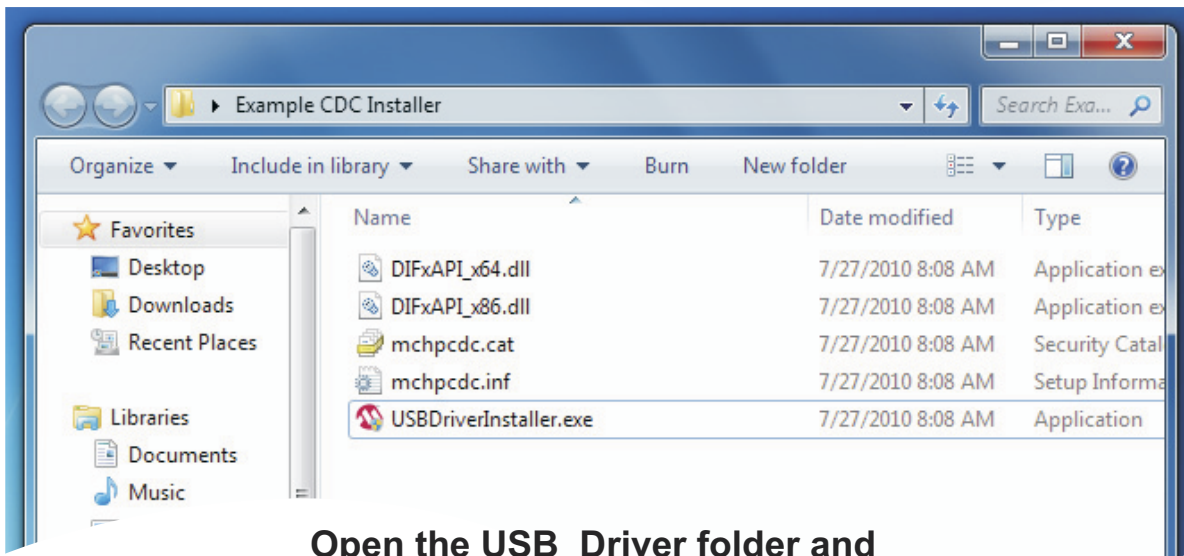 Example CDC Installer
Search Exa...
Organize
Include in library
Share with
Burn
New folder
Favorites
Desktop
Downloads
Recent Places
Libraries
Documents
Music
Name Date modified Type
DIFxAPI_x64.dll 7/27/2010 8:08 AM Application ex
DIFxAPI_x86.dll 7/27/2010 8:08 AM Application ex
mchpcdc.cat 7/27/2010 8:08 AM Security Catal
mchpcdc.inf 7/27/2010 8:08 AM Setup Informa
USBDriverInstaller.exe 7/27/2010 8:08 AM Application
Open the USB_Driver folder and